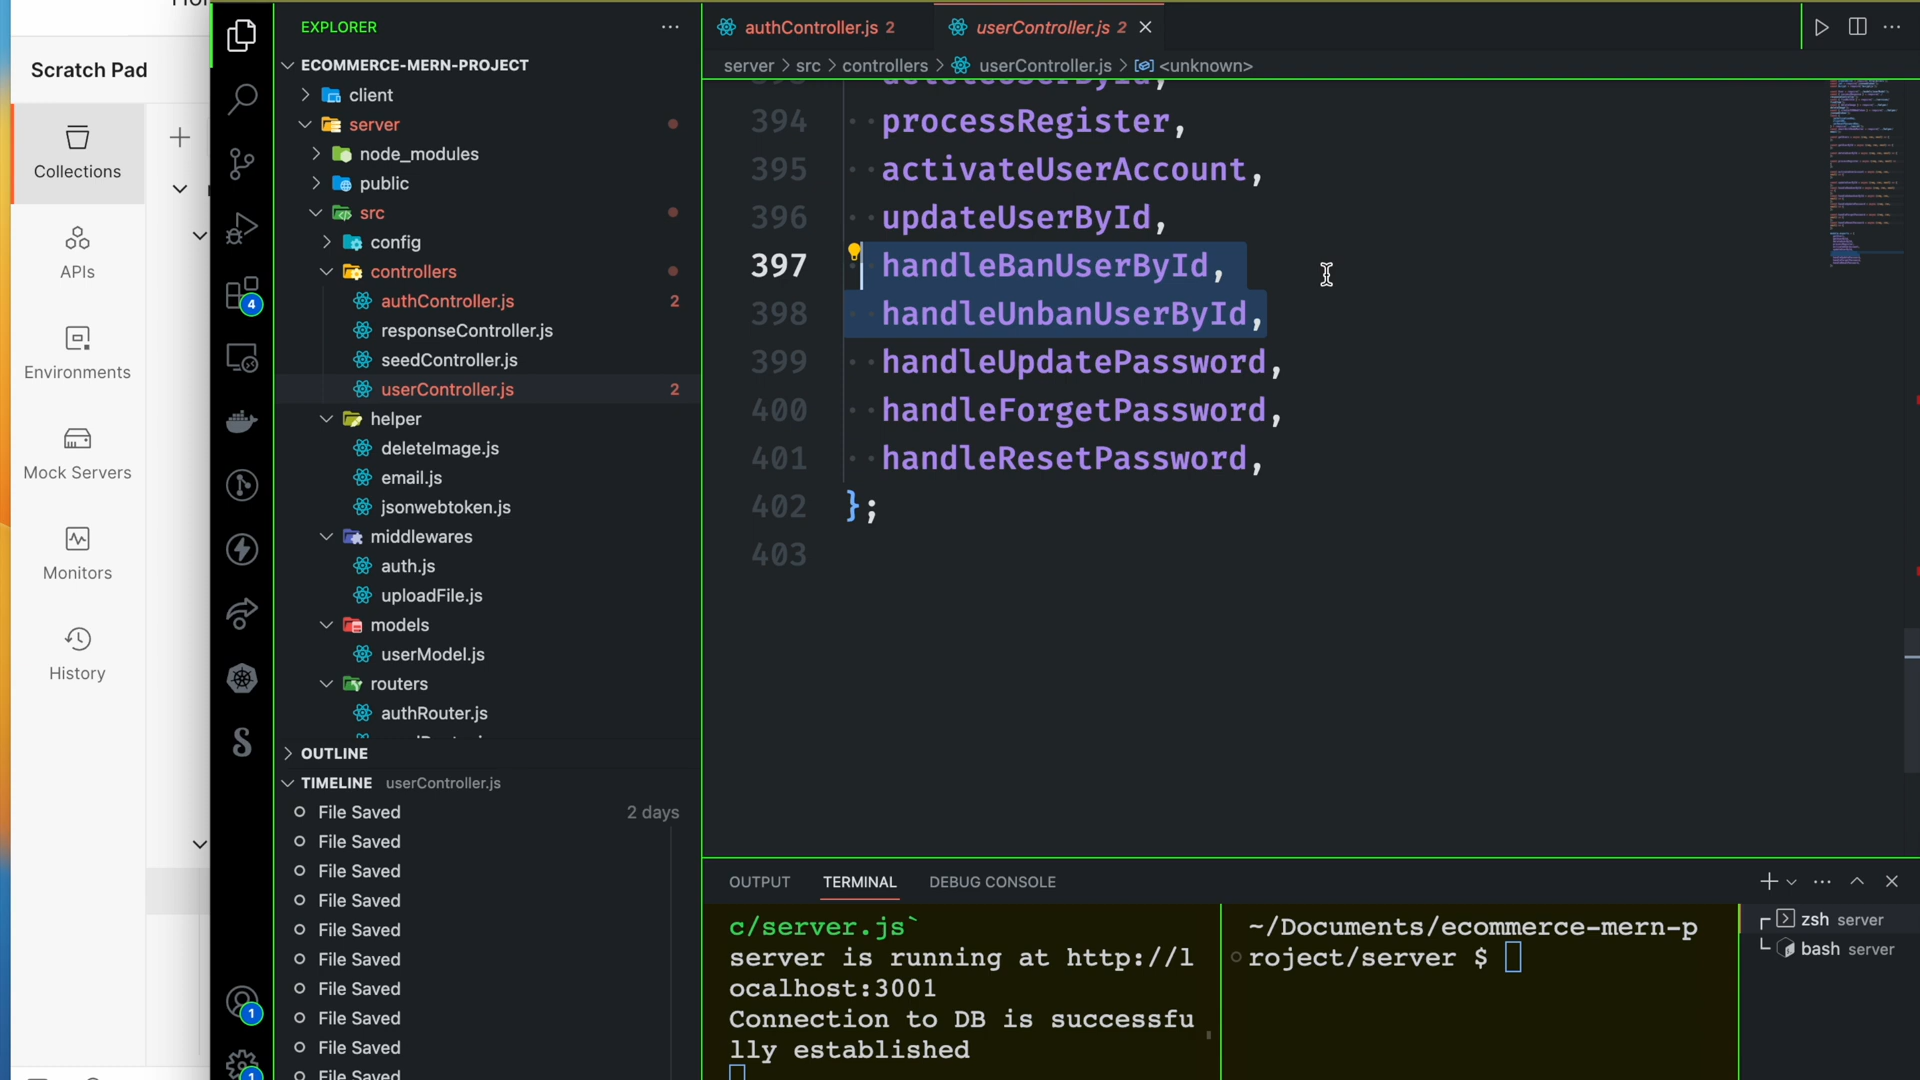 Scratch Pad
Collections
APIs
Environments
Mock Servers
Monitors
History
4
1
1
EXPLORER
ECOMMERCE-MERN-PROJECT
client
server
node_modules
public
src
config
controllers
authController.js 2
responseController.js
seedController.js
userController.js 2
helper
deleteImage.js
email.js
jsonwebtoken.js
middlewares
auth.js
uploadFile.js
models
userModel.js
routers
authRouter.js
OUTLINE
TIMELINE userController.js
File Saved 2 days
File Saved
File Saved
File Saved
File Saved
File Saved
File Saved
File Saved
File Saved
File Saved
authController.js 2
userController.js 2
server > src > controllers > userController.js > <unknown>
deleteUserById,
394 processRegister,
395 activateUserAccount,
396 updateUserById,
397 handleBanUserById,
398 handleUnbanUserById,
399 handleUpdatePassword,
400 handleForgetPassword,
401 handleResetPassword,
402 };
403
OUTPUT TERMINAL DEBUG CONSOLE
c/server.js`
server is running at http://l
ocalhost:3001
Connection to DB is successfu
lly established
~/Documents/ecommerce-mern-p
roject/server $
zsh server
bash server